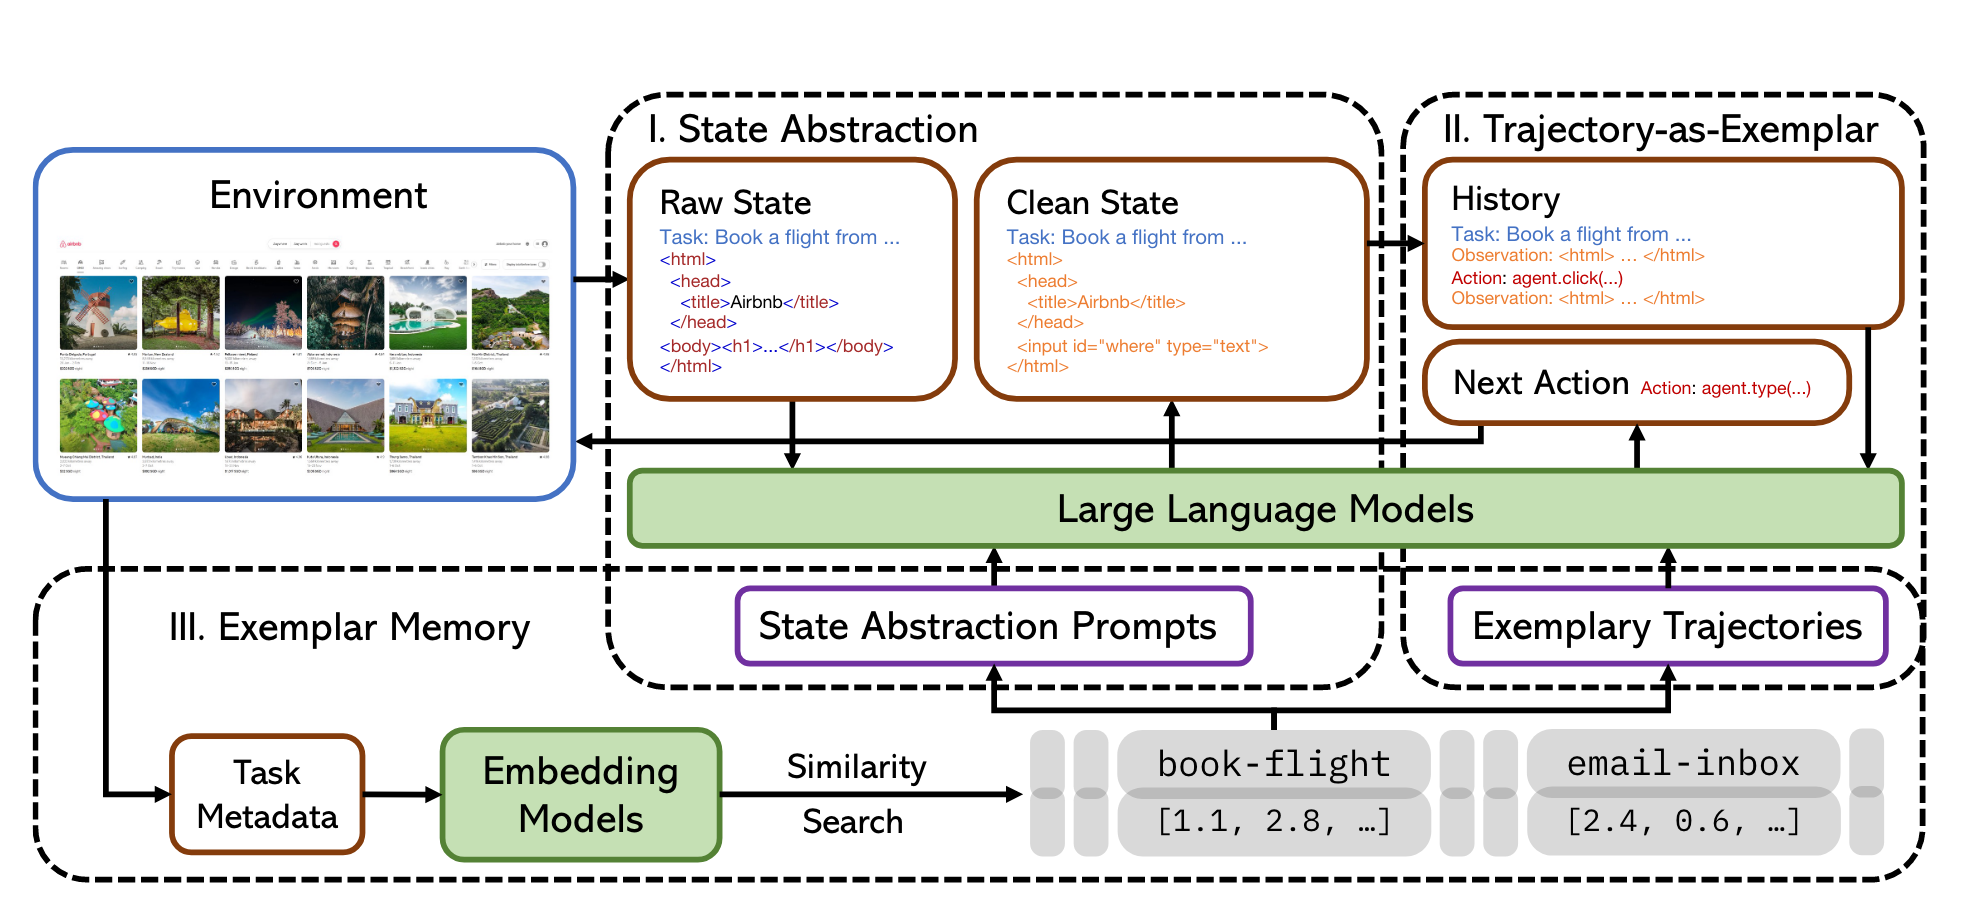 Environment
airbnb
I. State Abstraction
Raw State
Task: Book a flight from ...
<html>
<head>
<title>Airbnb</title>
</head>
<body><h1>...</h1></body>
</html>
Clean State
Task: Book a flight from ...
<html>
<head>
<title>Airbnb</title>
</head>
<input id="where" type="text">
</html>
II. Trajectory-as-Exemplar
History
Task: Book a flight from ...
Observation: <html> ... </html>
Action: agent.click(...)
Observation: <html> ... </html>
Next Action Action: agent.type(...)
Large Language Models
III. Exemplar Memory
State Abstraction Prompts
Exemplary Trajectories
Task
Metadata
Embedding
Models
Similarity
Search
book-flight
[1.1, 2.8, …]
email-inbox
[2.4, 0.6, …]